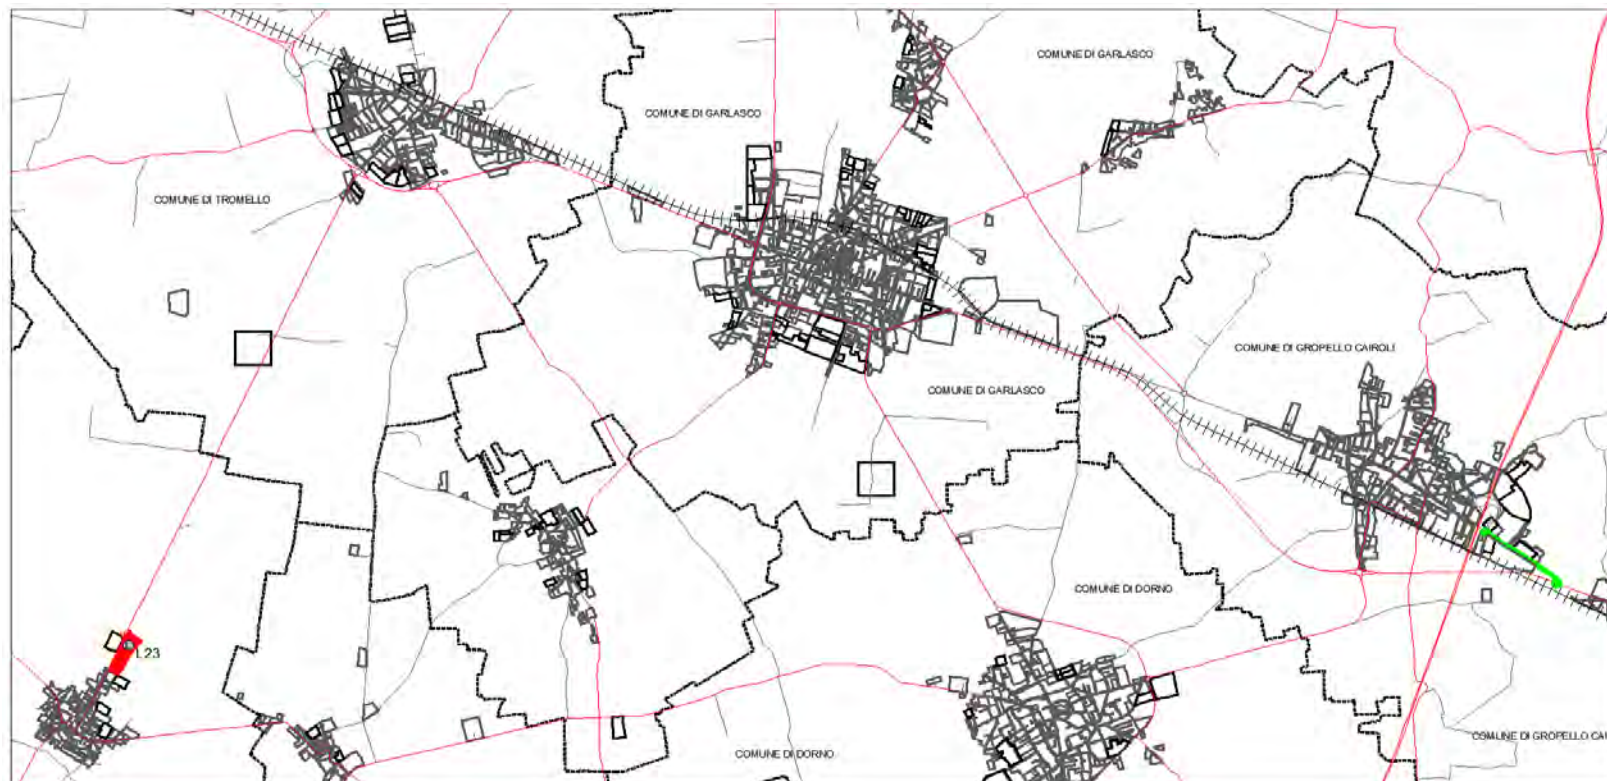 COMUNE DI GARLASCO
COMUNE DI GARLASCO
COMUNE DI TROMELLO
COMUNE DI GROPELLO CAIROLI
COMUNE DI GARLASCO
COMUNE DI DORNO
L23
COMUNE DI GROPELLO CAI
COMUNE DI DORNO